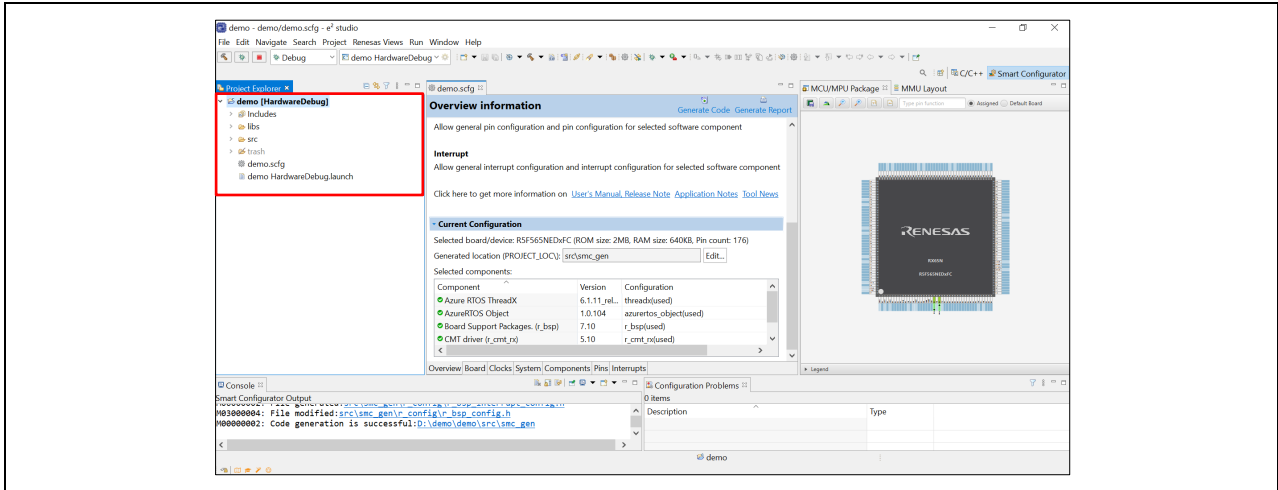 demo - demo/demo.scfg - e² studio
File Edit Navigate Search Project Renesas Views Run Window Help
Debug
demo HardwareDebug
C/C++
Smart Configurator
Project Explorer
demo [HardwareDebug]
Includes
libs
src
trash
demo.scfg
demo HardwareDebug.launch
demo.scfg
Overview information
Generate Code Generate Report
Allow general pin configuration and pin configuration for selected software component
Interrupt
Allow general interrupt configuration and interrupt configuration for selected software component
Click here to get more information on User's Manual, Release Note Application Notes Tool News
Current Configuration
Selected board/device: R5F565NEDxFC (ROM size: 2MB, RAM size: 640KB, Pin count: 176)
Generated location (PROJECT_LOC\): src\smc_gen Edit...
Selected components:
Component Version Configuration
Azure RTOS ThreadX 6.1.11_rel... threadx(used)
AzureRTOS Object 1.0.104 azurertos_object(used)
Board Support Packages. (r_bsp) 7.10 r_bsp(used)
CMT driver (r_cmt_rx) 5.10 r_cmt_rx(used)
Overview Board Clocks System Components Pins Interrupts
MCU/MPU Package MMU Layout
Type pin function Assigned Default Board
RENESAS
R5F565NEDxFC
Legend
Console
Smart Configurator Output
M03000004: File modified:src\smc_gen\r_config\r_bsp_config.h
M00000002: Code generation is successful:D:\demo\demo\src\smc_gen
Configuration Problems
0 items
Description Type
demo